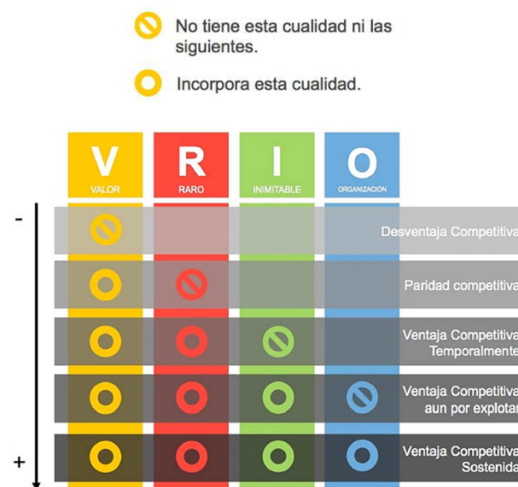 No tiene esta cualidad ni las
siguientes.
Incorpora esta cualidad.
V R I O
VALOR RARO INIMITABLE ORGANIZACIÓN
-
Desventaja Competitiva
Paridad competitiva
Ventaja Competitiva
Temporalmente
Ventaja Competitiva
aun por explotar
+
Ventaja Competitiva
Sostenida